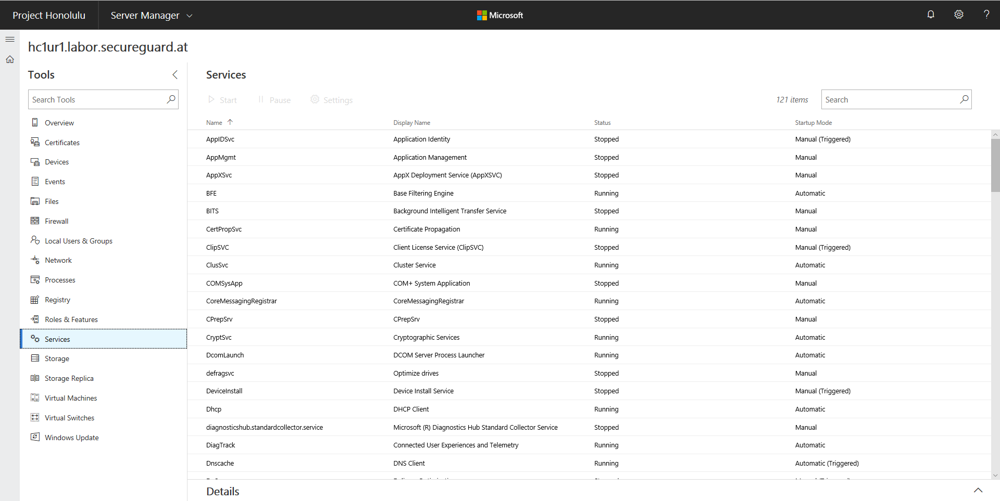 Project Honolulu
Server Manager
Microsoft
?
hc1ur1.labor.secureguard.at
Tools
Search Tools
Overview
Certificates
Devices
Events
Files
Firewall
Local Users & Groups
Network
Processes
Registry
Roles & Features
Services
Storage
Storage Replica
Virtual Machines
Virtual Switches
Windows Update
Services
Start Pause Settings
121 items Search
Name Display Name Status Startup Mode
AppIDSvc Application Identity Stopped Manual (Triggered)
AppMgmt Application Management Stopped Manual
AppXSvc AppX Deployment Service (AppXSVC) Stopped Manual
BFE Base Filtering Engine Running Automatic
BITS Background Intelligent Transfer Service Stopped Manual
CertPropSvc Certificate Propagation Running Manual
ClipSVC Client License Service (ClipSVC) Stopped Manual (Triggered)
ClusSvc Cluster Service Running Automatic
COMSysApp COM+ System Application Stopped Manual
CoreMessagingRegistrar CoreMessagingRegistrar Running Automatic
CPrepSrv CPrepSrv Stopped Manual
CryptSvc Cryptographic Services Running Automatic
DcomLaunch DCOM Server Process Launcher Running Automatic
defragsvc Optimize drives Stopped Manual
DeviceInstall Device Install Service Stopped Manual (Triggered)
Dhcp DHCP Client Running Automatic
diagnosticshub.standardcollector.service Microsoft (R) Diagnostics Hub Standard Collector Service Stopped Manual
DiagTrack Connected User Experiences and Telemetry Running Automatic
Dnscache DNS Client Running Automatic (Triggered)
Details